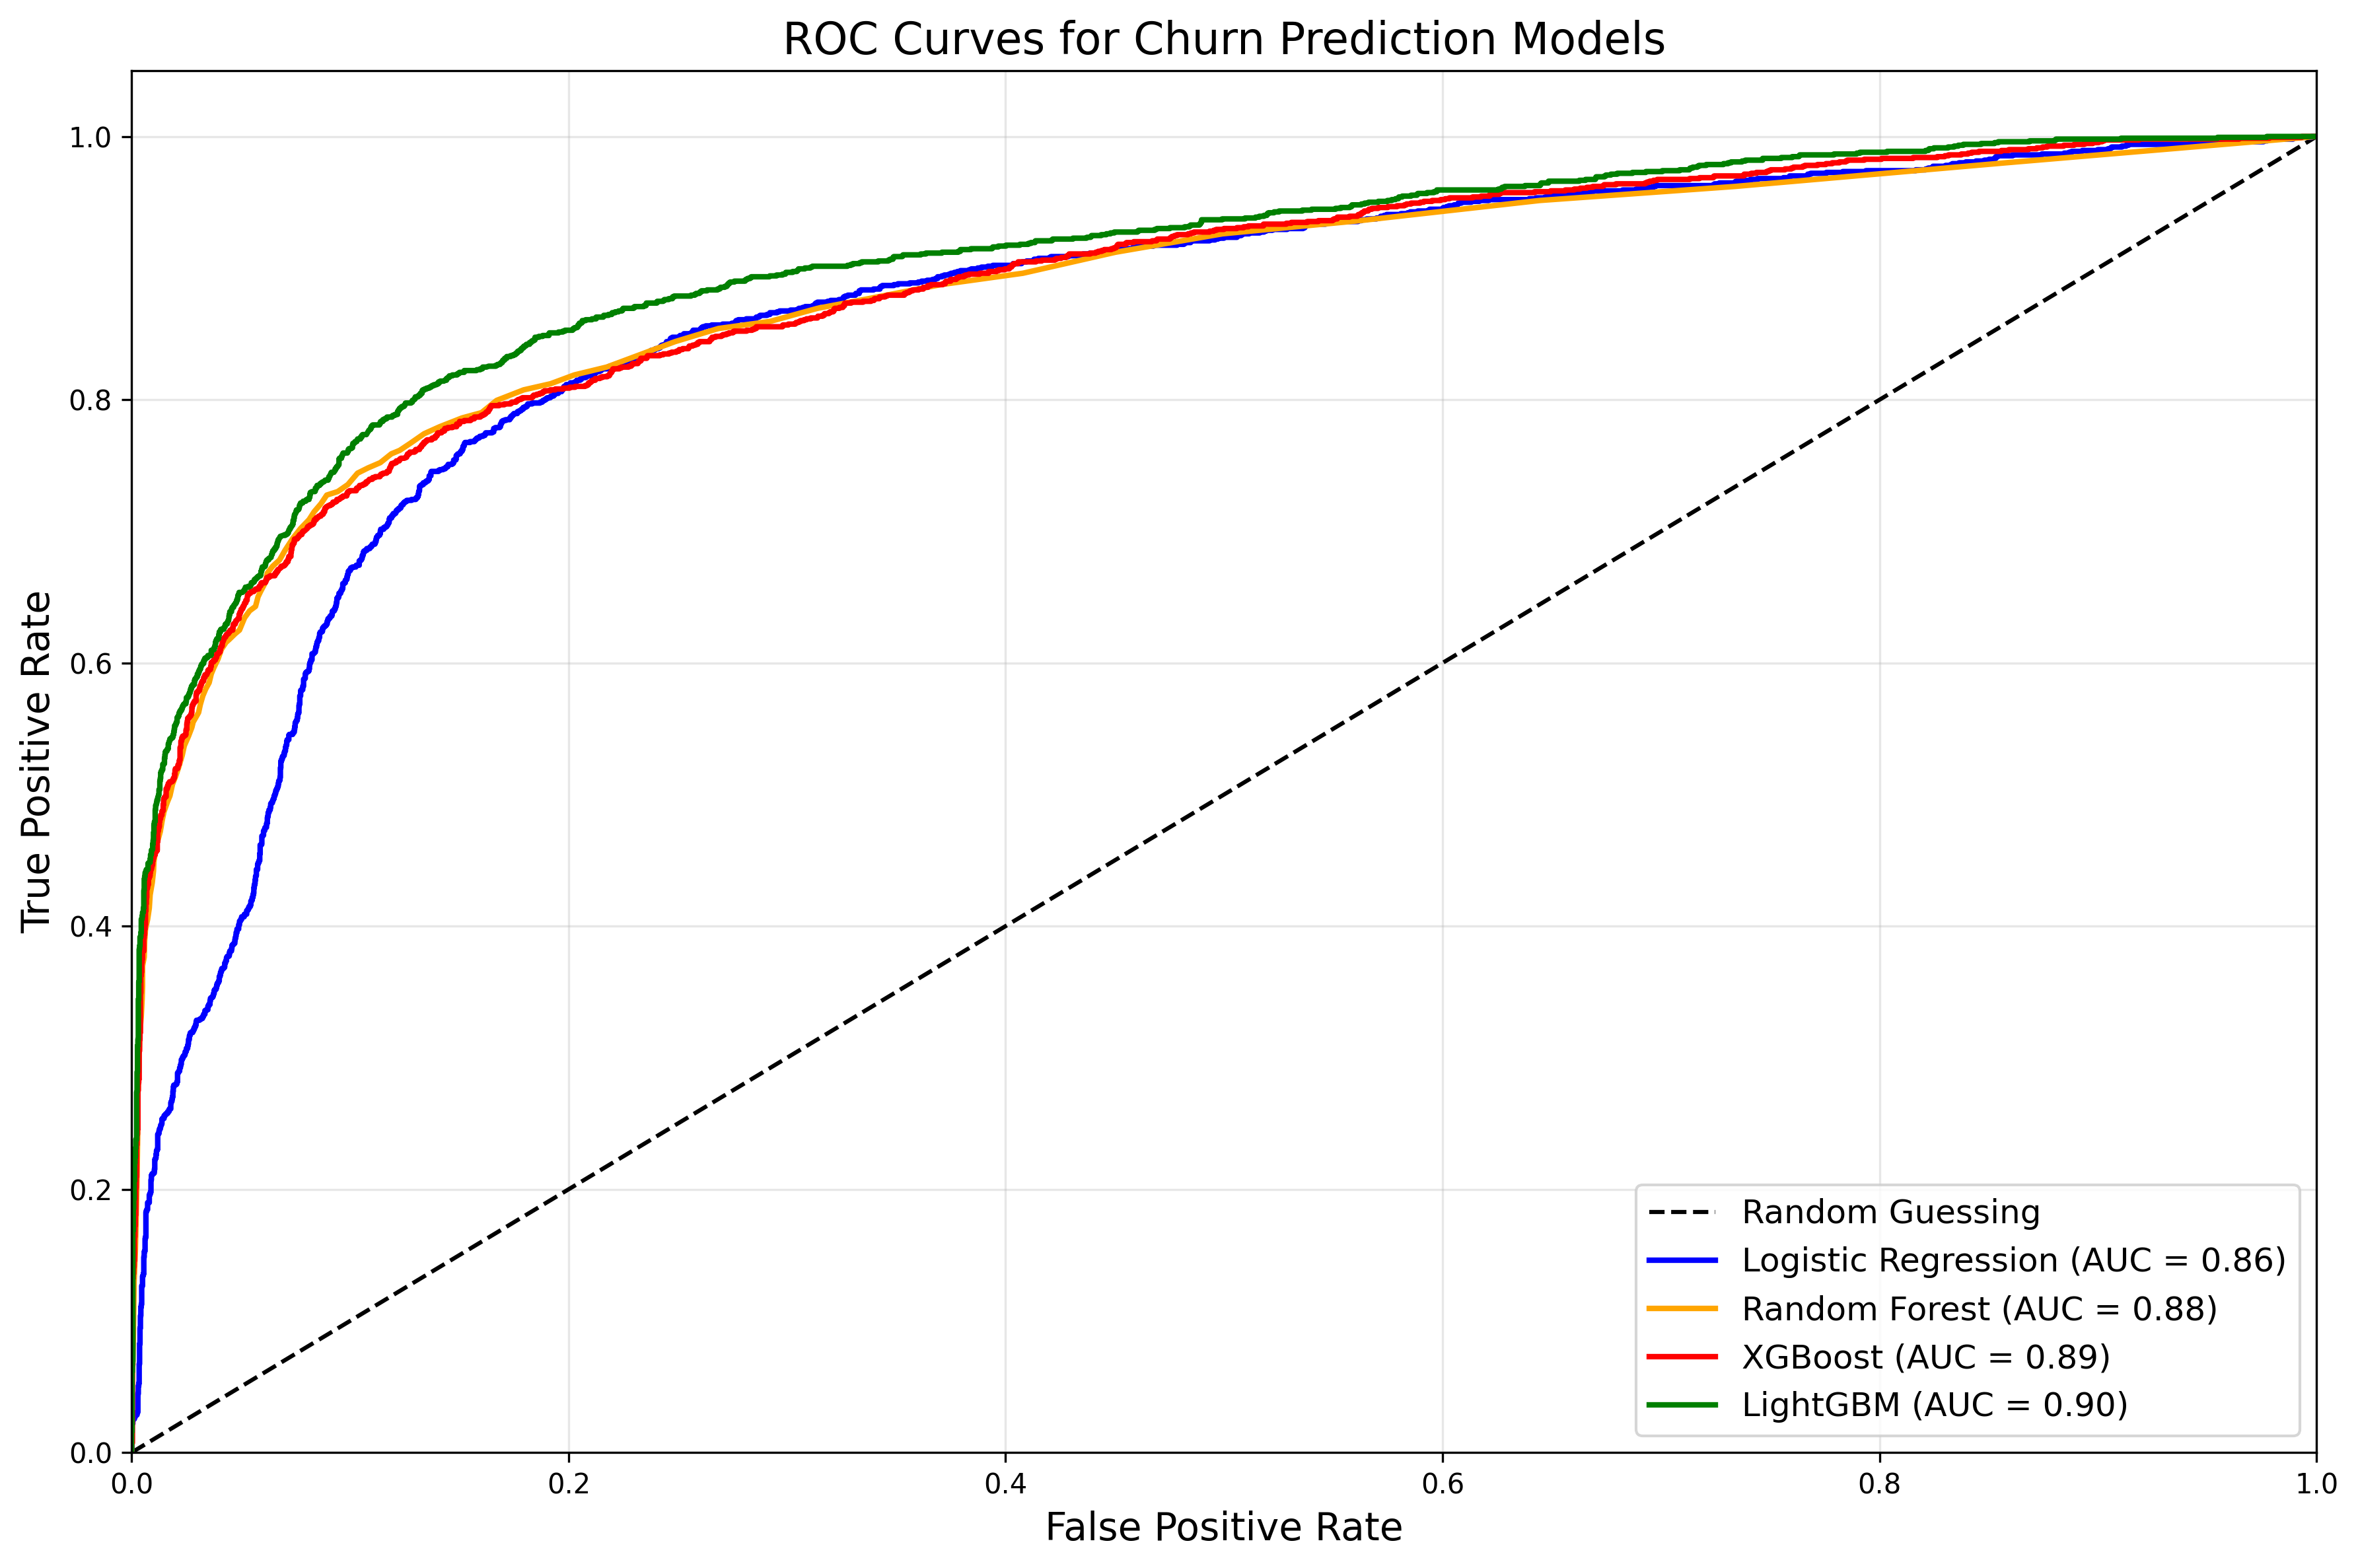 ROC Curves for Churn Prediction Models
True Positive Rate
1.0
0.8
0.6
0.4
0.2
0.0
0.0
0.2
0.4
0.6
0.8
1.0
False Positive Rate
Random Guessing
Logistic Regression (AUC = 0.86)
Random Forest (AUC = 0.88)
XGBoost (AUC = 0.89)
LightGBM (AUC = 0.90)